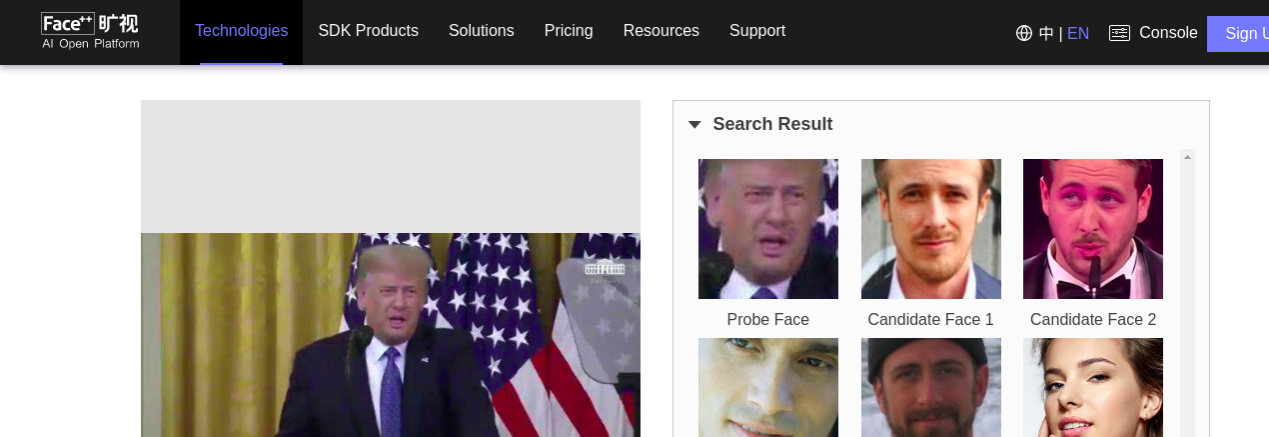 Face++ 旷视
AI Open Platform
Technologies
SDK Products
Solutions
Pricing
Resources
Support
中 | EN
Console
Sign U
Search Result
Probe Face
Candidate Face 1
Candidate Face 2